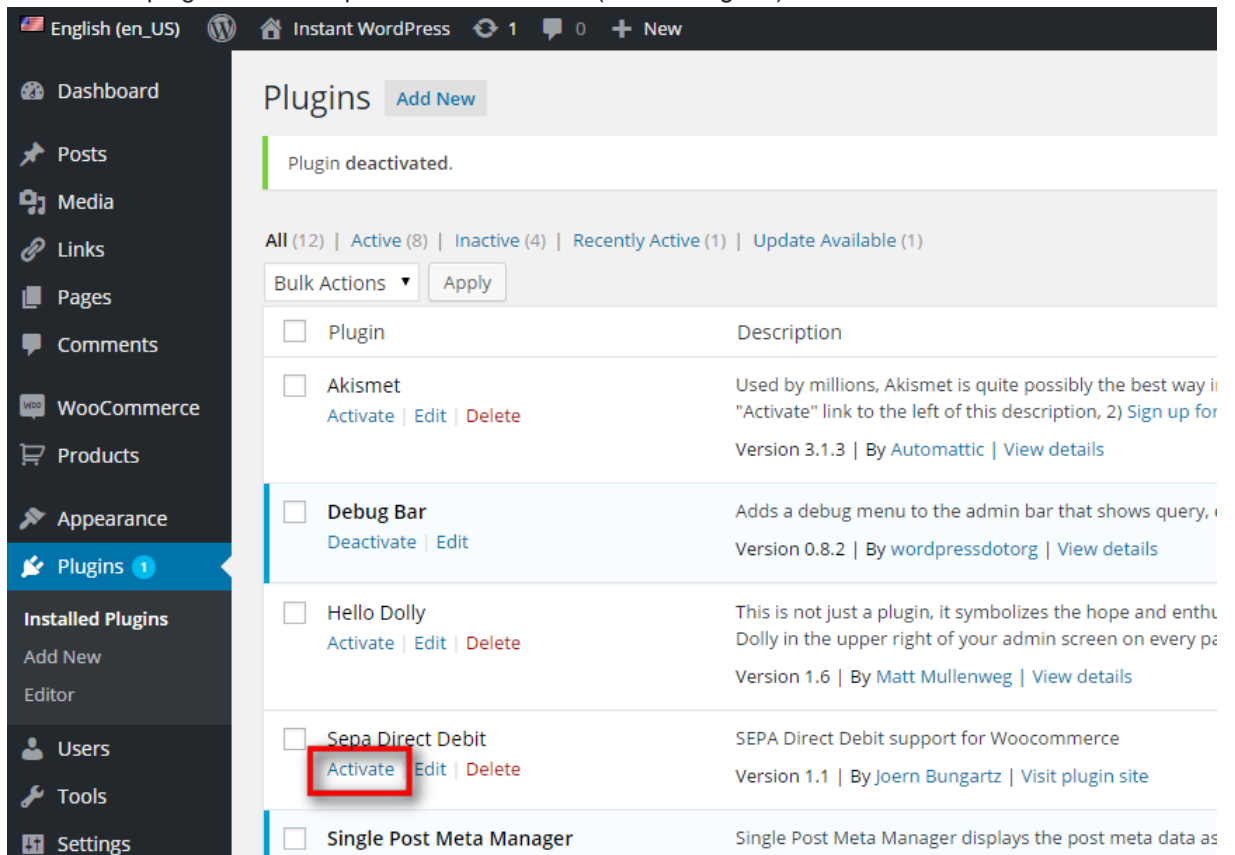 English (en_US) Instant WordPress 1 0 + New
Dashboard
Posts
Media
Links
Pages
Comments
WooCommerce
Products
Appearance
Plugins 1
Installed Plugins
Add New
Editor
Users
Tools
Settings
Plugins Add New
Plugin deactivated.
All (12) | Active (8) | Inactive (4) | Recently Active (1) | Update Available (1)
Bulk Actions Apply
Plugin Description
Akismet
Activate | Edit | Delete
Used by millions, Akismet is quite possibly the best way
"Activate" link to the left of this description, 2) Sign up for
Version 3.1.3 | By Automattic | View details
Debug Bar
Deactivate | Edit
Adds a debug menu to the admin bar that shows query,
Version 0.8.2 | By wordpressdotorg | View details
Hello Dolly
Activate | Edit | Delete
This is not just a plugin, it symbolizes the hope and
Dolly in the upper right of your admin screen on every
Version 1.6 | By Matt Mullenweg | View details
Sepa Direct Debit
Activate | Edit | Delete
SEPA Direct Debit support for Woocommerce
Version 1.1 | By Joern Bungartz | Visit plugin site
Single Post Meta Manager
Single Post Meta Manager displays the post meta data as